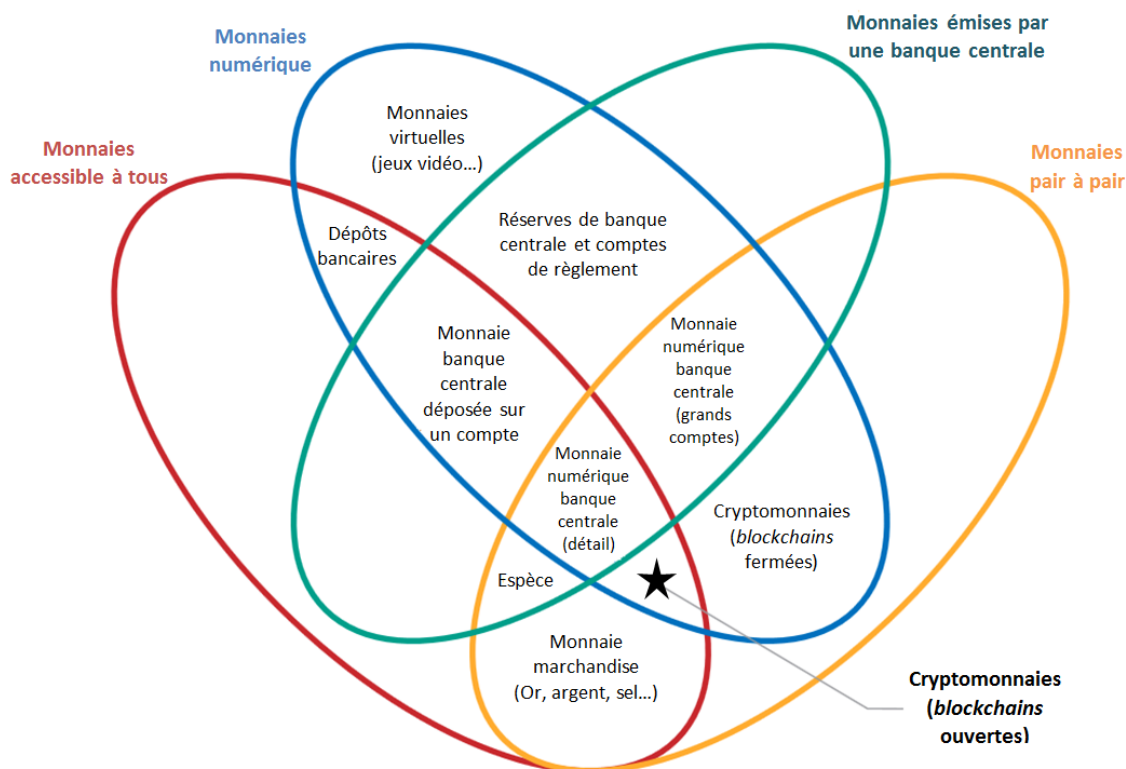 Monnaies
numérique
Monnaies émises par
une banque centrale
Monnaies
accessible à tous
Monnaies
pair à pair
Monnaies
virtuelles
(jeux vidéo…)
Dépôts
bancaires
Réserves de banque
centrale et comptes
de règlement
Monnaie
banque
centrale
déposée sur
un compte
Monnaie
numérique
banque
centrale
(grands
comptes)
Monnaie
numérique
banque
centrale
(détail)
Cryptomonnaies
(blockchains
fermées)
Espèce
Monnaie
marchandise
(Or, argent, sel…)
Cryptomonnaies
(blockchains
ouvertes)